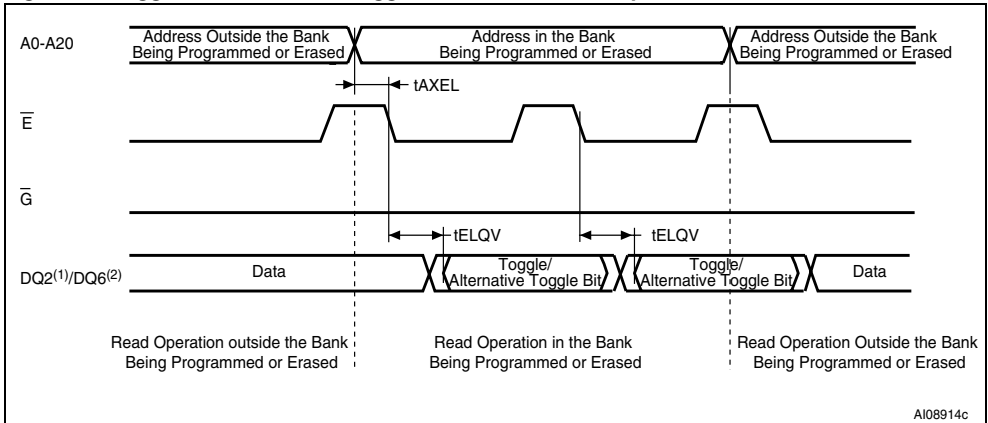 A0-A20
Address Outside the Bank
Being Programmed or Erased
Address in the Bank
Being Programmed or Erased
Address Outside the Bank
Being Programmed or Erased
tAXEL
E
G
tELQV
tELQV
DQ2(1)/DQ6(2)
Data
Toggle/
Alternative Toggle Bit
Toggle/
Alternative Toggle Bit
Data
Read Operation outside the Bank
Being Programmed or Erased
Read Operation in the Bank
Being Programmed or Erased
Read Operation Outside the Bank
Being Programmed or Erased
AI08914c